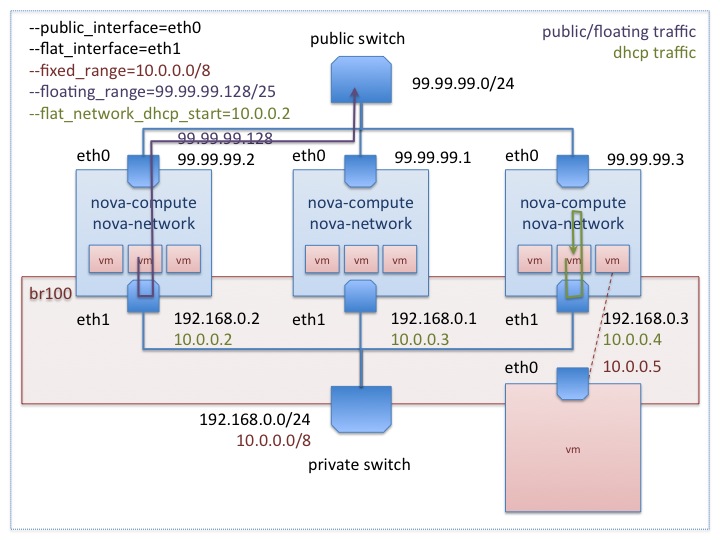 --public_interface=eth0
--flat_interface=eth1
--fixed_range=10.0.0.0/8
--floating_range=99.99.99.128/25
--flat_network_dhcp_start=10.0.0.2
public switch
public/floating traffic
dhcp traffic
99.99.99.0/24
99.99.99.128
eth0
99.99.99.2
eth0
99.99.99.1
eth0
99.99.99.3
nova-compute
nova-network
nova-compute
nova-network
nova-compute
nova-network
vm vm vm
vm vm vm
vm vm vm
br100
eth1
192.168.0.2
10.0.0.2
eth1
192.168.0.1
10.0.0.3
eth1
192.168.0.3
10.0.0.4
eth0
10.0.0.5
192.168.0.0/24
10.0.0.0/8
private switch
vm